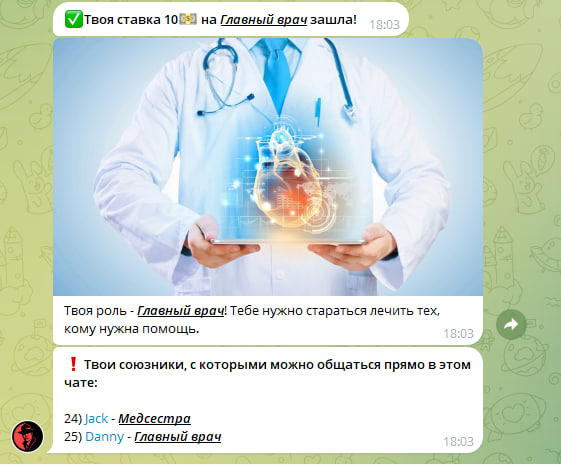 ✅Твоя ставка 10💵 на Главный врач зашла!
18:03
Твоя роль - Главный врач! Тебе нужно стараться лечить тех,
кому нужна помощь.
18:03
❗ Твои союзники, с которыми можно общаться прямо в этом
чате:
24) Jack - Медсестра
25) Danny - Главный врач
18:03